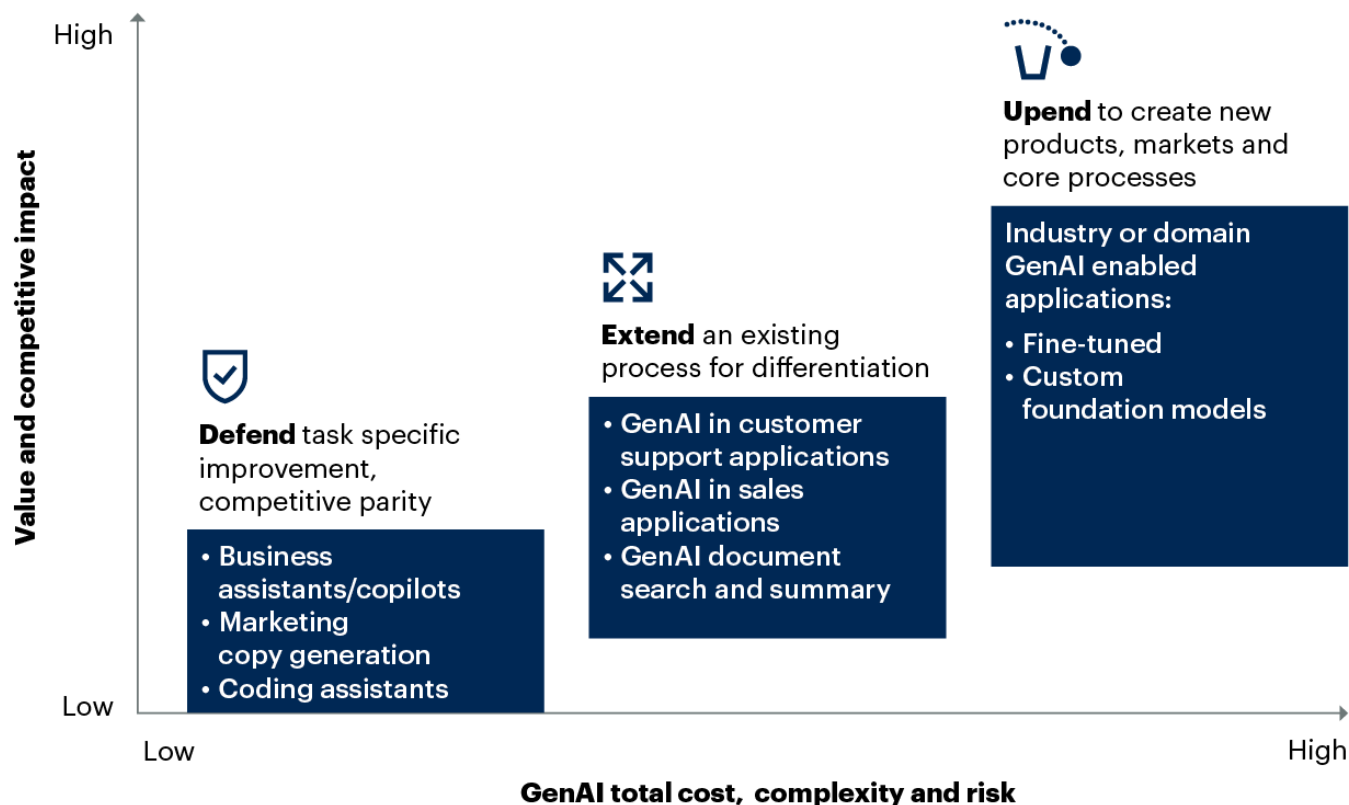 High
Value and competitive impact
Low
Low
High
GenAI total cost, complexity and risk
Defend task specific
improvement,
competitive parity
• Business
assistants/copilots
• Marketing
copy generation
• Coding assistants
Extend an existing
process for differentiation
• GenAI in customer
support applications
• GenAI in sales
applications
• GenAI document
search and summary
Upend to create new
products, markets and
core processes
Industry or domain
GenAI enabled
applications:
• Fine-tuned
• Custom
foundation models